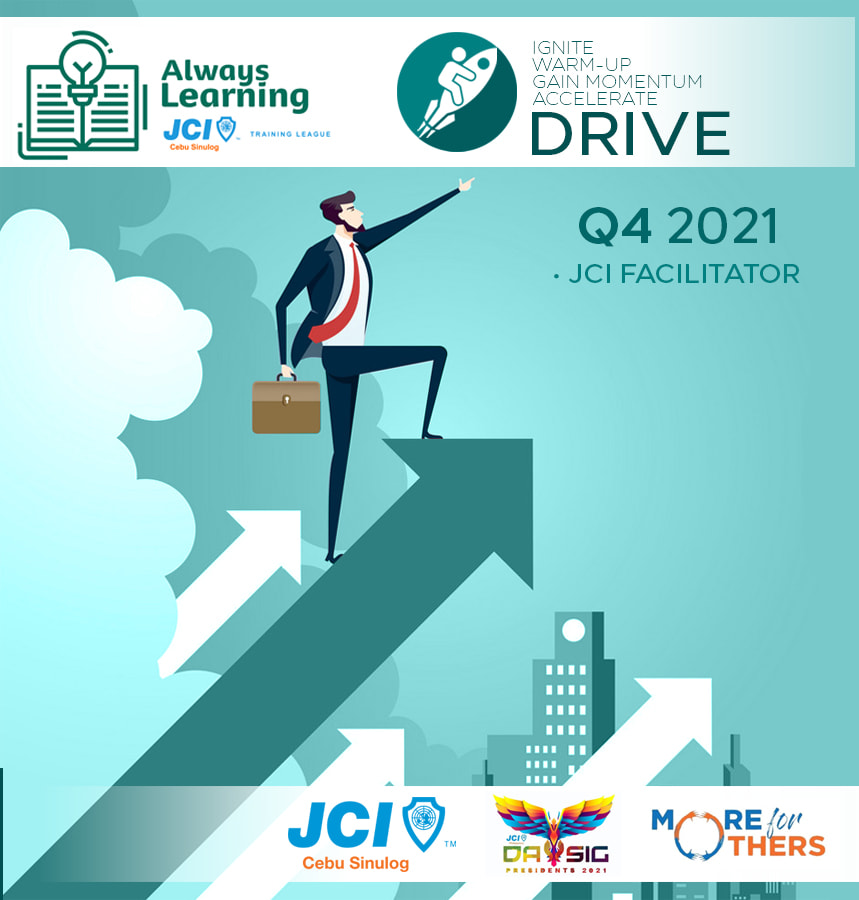 Always
Learning
JCI
Cebu Sinulog
TRAINING LEAGUE
IGNITE
WARM-UP
GAIN MOMENTUM
ACCELERATE
DRIVE
Q4 2021
· JCI FACILITATOR
JCI TM
Cebu Sinulog
JCI
DAySIG
PRESIDENTS 2021
MORE for
OTHERS